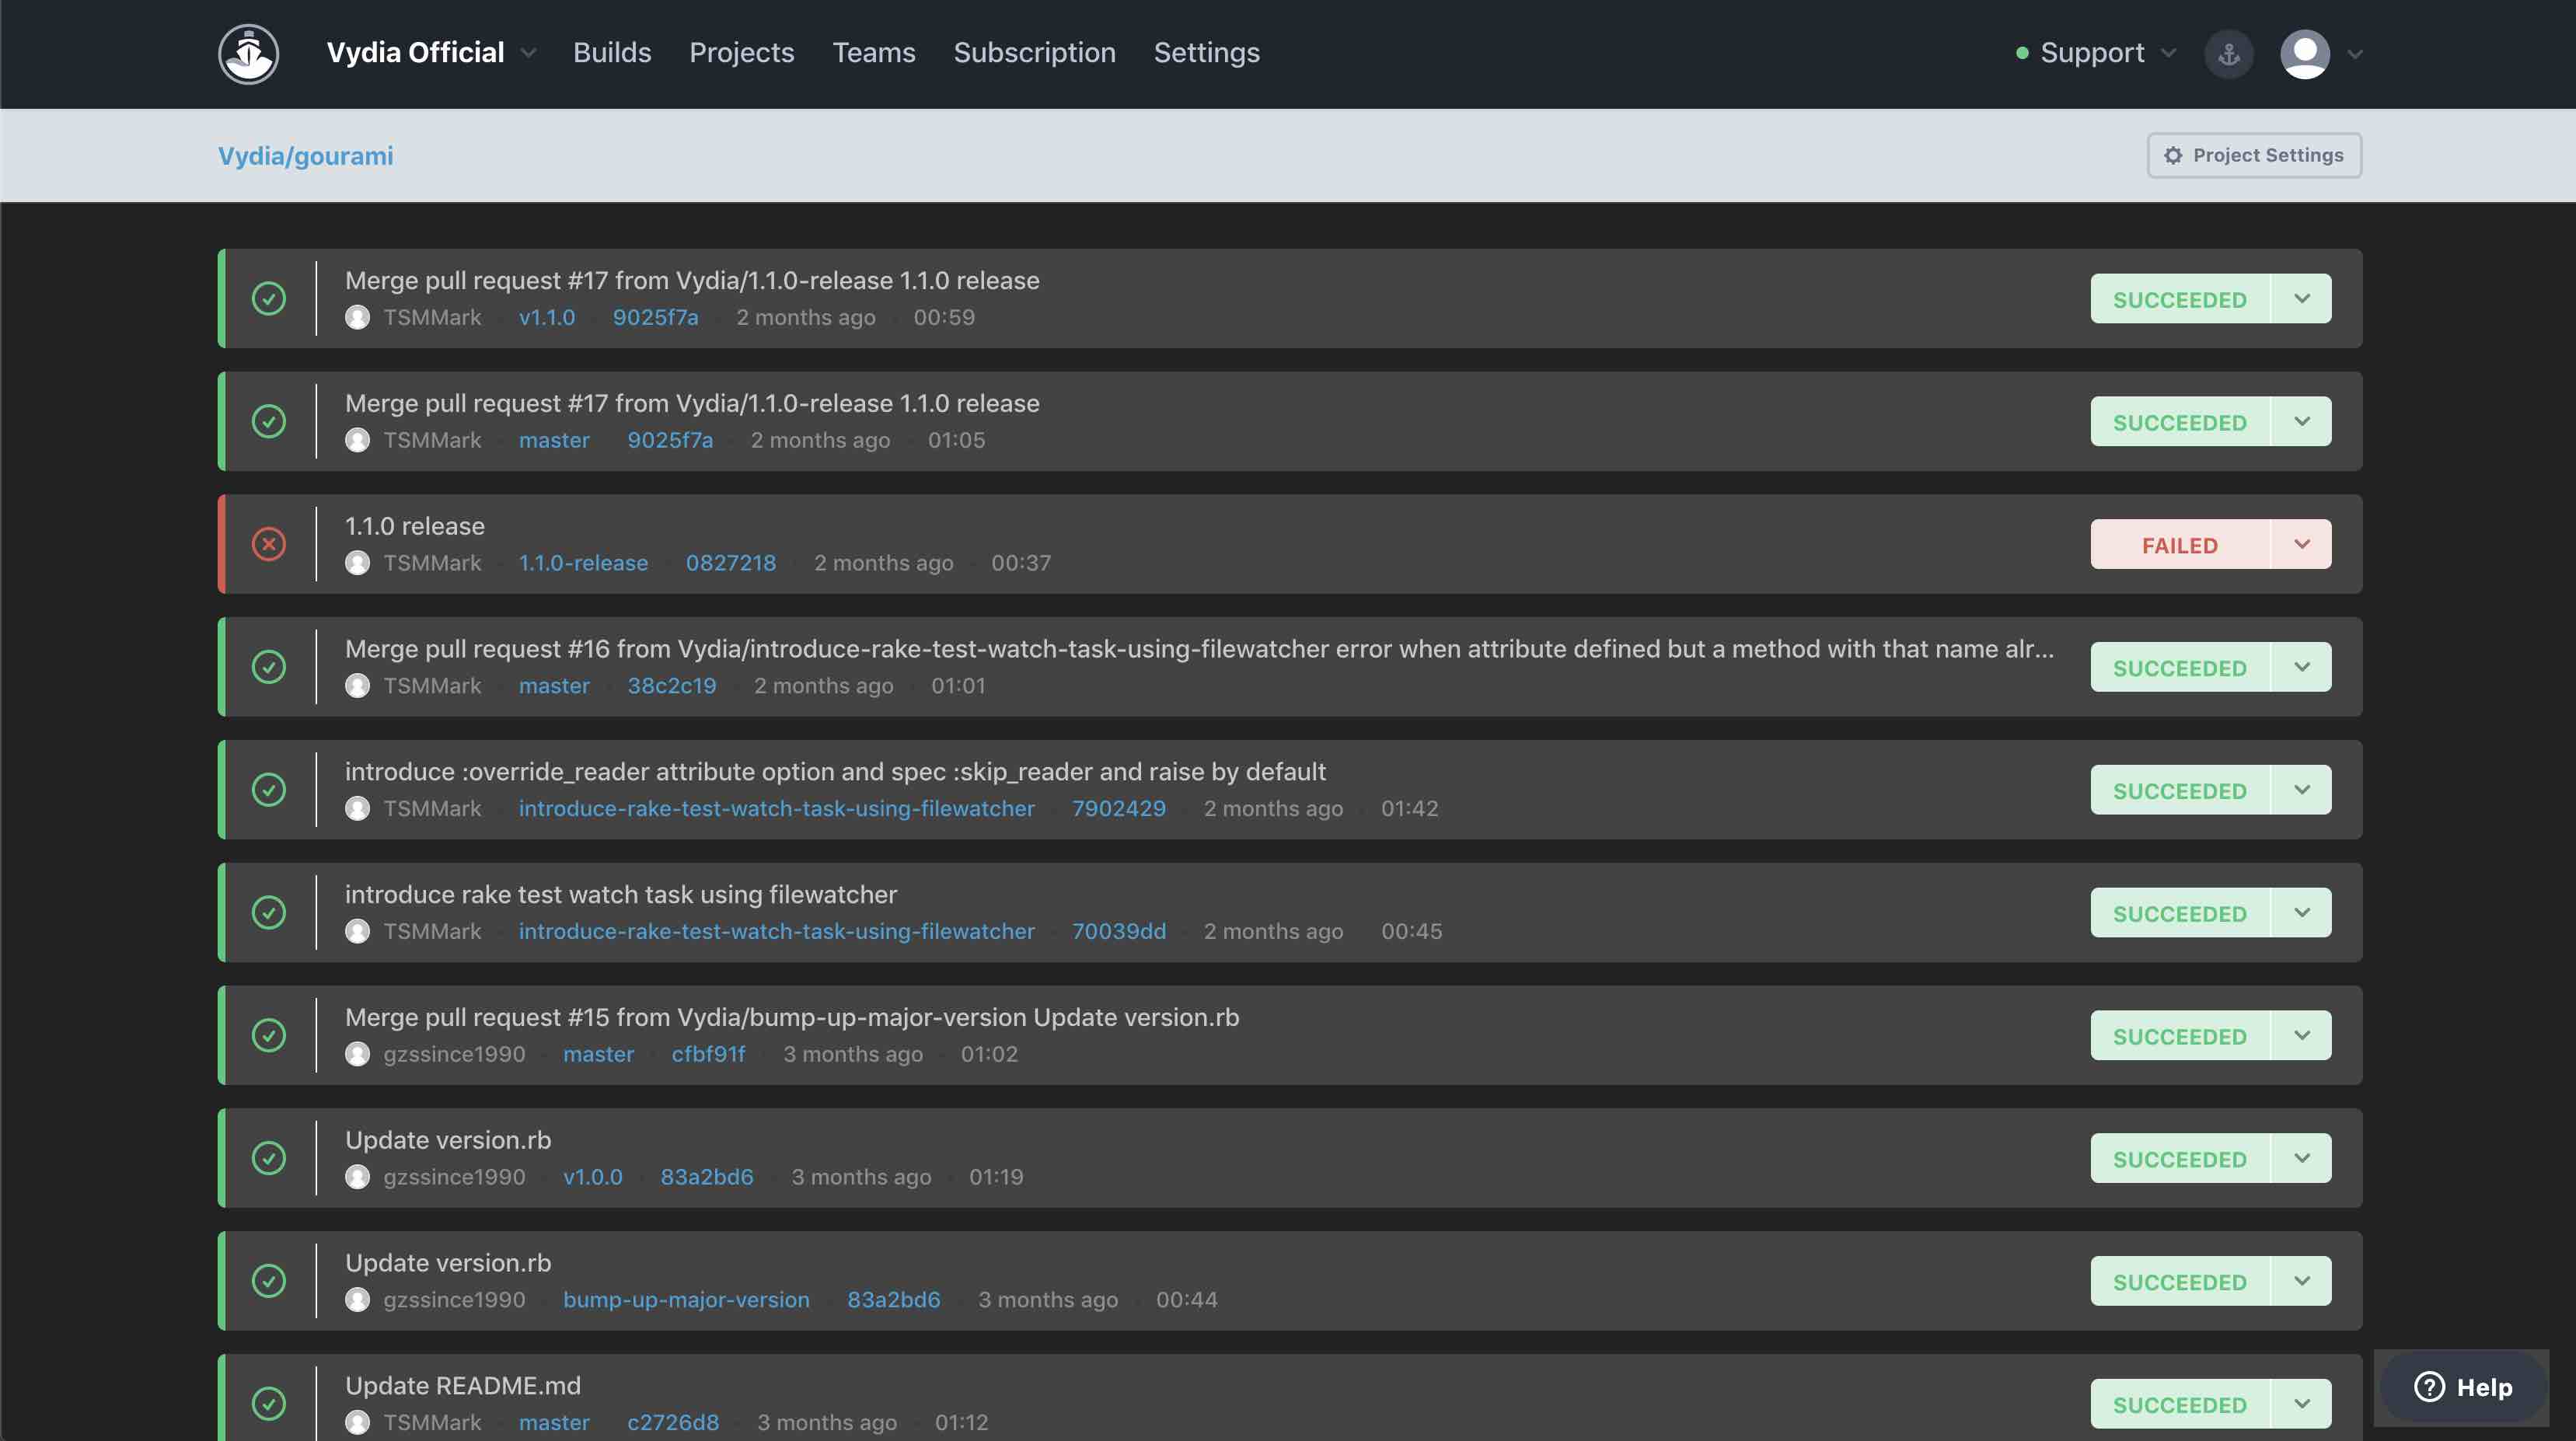 Vydia Official Builds Projects Teams Subscription Settings Support
Vydia/gourami Project Settings
Merge pull request #17 from Vydia/1.1.0-release 1.1.0 release
TSMMark v1.1.0 9025f7a 2 months ago 00:59
SUCCEEDED
Merge pull request #17 from Vydia/1.1.0-release 1.1.0 release
TSMMark master 9025f7a 2 months ago 01:05
SUCCEEDED
1.1.0 release
TSMMark 1.1.0-release 0827218 2 months ago 00:37
FAILED
Merge pull request #16 from Vydia/introduce-rake-test-watch-task-using-filewatcher error when attribute defined but a method with that name alr...
TSMMark master 38c2c19 2 months ago 01:01
SUCCEEDED
introduce :override_reader attribute option and spec :skip_reader and raise by default
TSMMark introduce-rake-test-watch-task-using-filewatcher 7902429 2 months ago 01:42
SUCCEEDED
introduce rake test watch task using filewatcher
TSMMark introduce-rake-test-watch-task-using-filewatcher 70039dd 2 months ago 00:45
SUCCEEDED
Merge pull request #15 from Vydia/bump-up-major-version Update version.rb
gzssince1990 master cfbf91f 3 months ago 01:02
SUCCEEDED
Update version.rb
gzssince1990 v1.0.0 83a2bd6 3 months ago 01:19
SUCCEEDED
Update version.rb
gzssince1990 bump-up-major-version 83a2bd6 3 months ago 00:44
SUCCEEDED
Update README.md
TSMMark master c2726d8 3 months ago 01:12
SUCCEEDED
Help